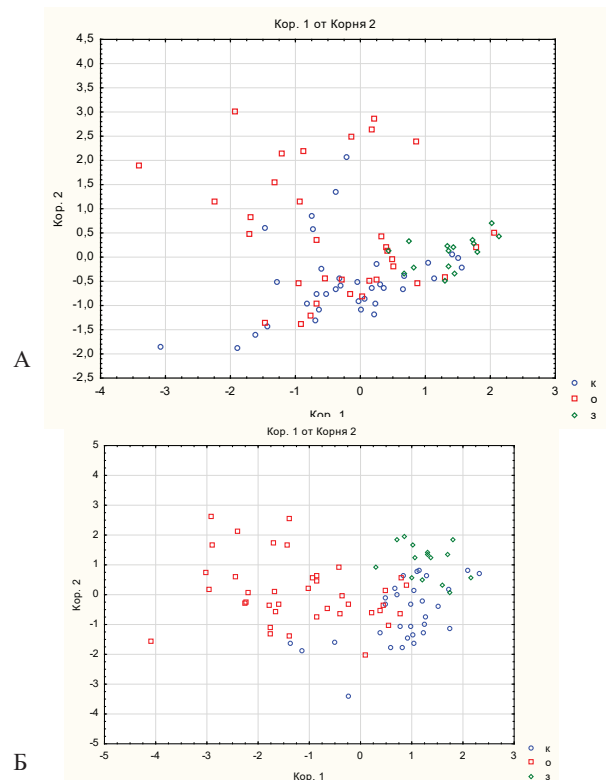 Кор. 1 от Корня 2
4,0
3,5
3,0
2,5
2,0
1,5
1,0
0,5
0,0
-0,5
-1,0
-1,5
-2,0
-2,5
Кор. 2
-4 -3 -2 -1 0 1 2 3
Кор. 1
А
к
о
з
Кор. 1 от Корня 2
5
4
3
2
1
0
-1
-2
-3
-4
-5
Кор. 2
-5 -4 -3 -2 -1 0 1 2 3
Кор. 1
Б
к
о
з